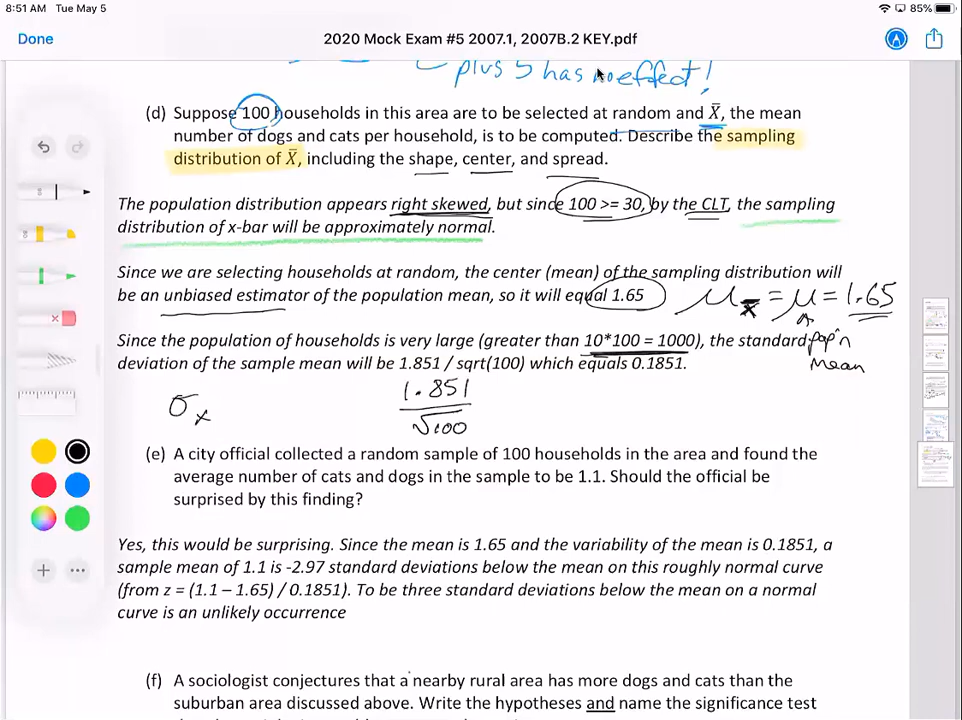 8:51 AM Tue May 5
85%
Done
2020 Mock Exam #5 2007.1, 2007B.2 KEY.pdf
plus 5 has no effect!
(d) Suppose 100 households in this area are to be selected at random and X̄, the mean
number of dogs and cats per household, is to be computed. Describe the sampling
distribution of X̄, including the shape, center, and spread.
The population distribution appears right skewed, but since 100 >= 30, by the CLT, the sampling
distribution of x-bar will be approximately normal.
Since we are selecting households at random, the center (mean) of the sampling distribution will
be an unbiased estimator of the population mean, so it will equal 1.65
μx̄ = μ = 1.65
Since the population of households is very large (greater than 10*100 = 1000), the standard
pop'n
deviation of the sample mean will be 1.851 / sqrt(100) which equals 0.1851.
mean
σx
1.851
√100
(e) A city official collected a random sample of 100 households in the area and found the
average number of cats and dogs in the sample to be 1.1. Should the official be
surprised by this finding?
Yes, this would be surprising. Since the mean is 1.65 and the variability of the mean is 0.1851, a
sample mean of 1.1 is -2.97 standard deviations below the mean on this roughly normal curve
(from z = (1.1 – 1.65) / 0.1851). To be three standard deviations below the mean on a normal
curve is an unlikely occurrence
(f) A sociologist conjectures that a nearby rural area has more dogs and cats than the
suburban area discussed above. Write the hypotheses and name the significance test